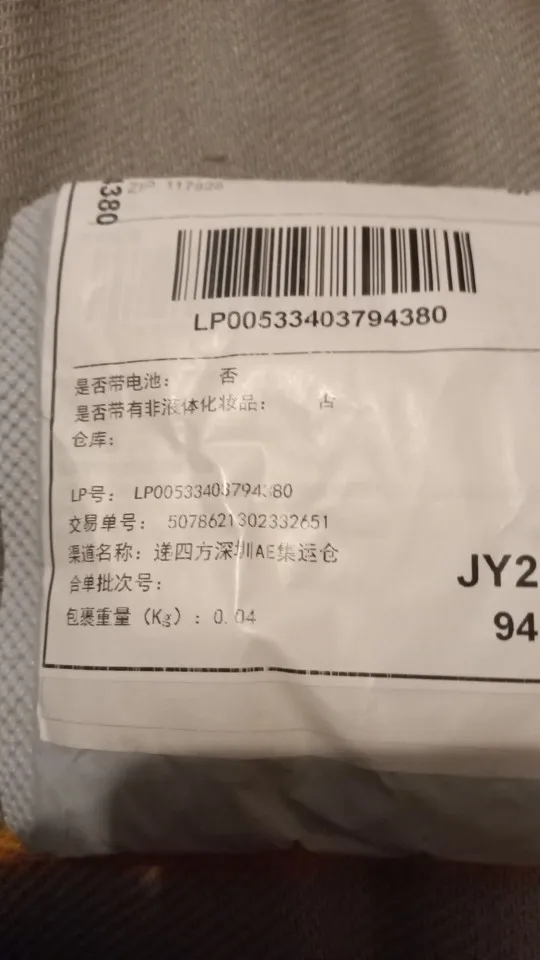 380
ZIP 117828
LP00533403794380
是否带电池： 否
是否带有非液体化妆品： 否
仓库：
LP号： LP00533403794380
交易单号： 5078621302332651
渠道名称：递四方深圳AE集运仓
合单批次号：
包裹重量（Kg）：0.04
JY2
94